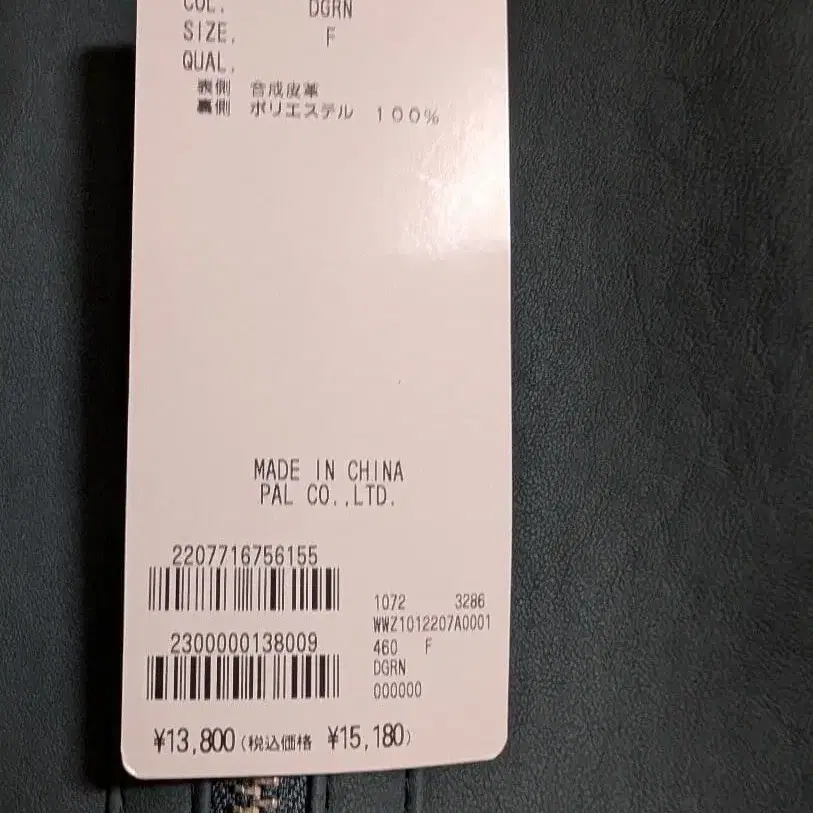 COL. DGRN
SIZE. F
QUAL.
表側 合成皮革
裏側 ポリエステル 100%
MADE IN CHINA
PAL CO.,LTD.
2207716756155
1072 3286
WWZ1012207A0001
2300000138009
460 F
DGRN
000000
¥13,800(税込価格 ¥15,180)